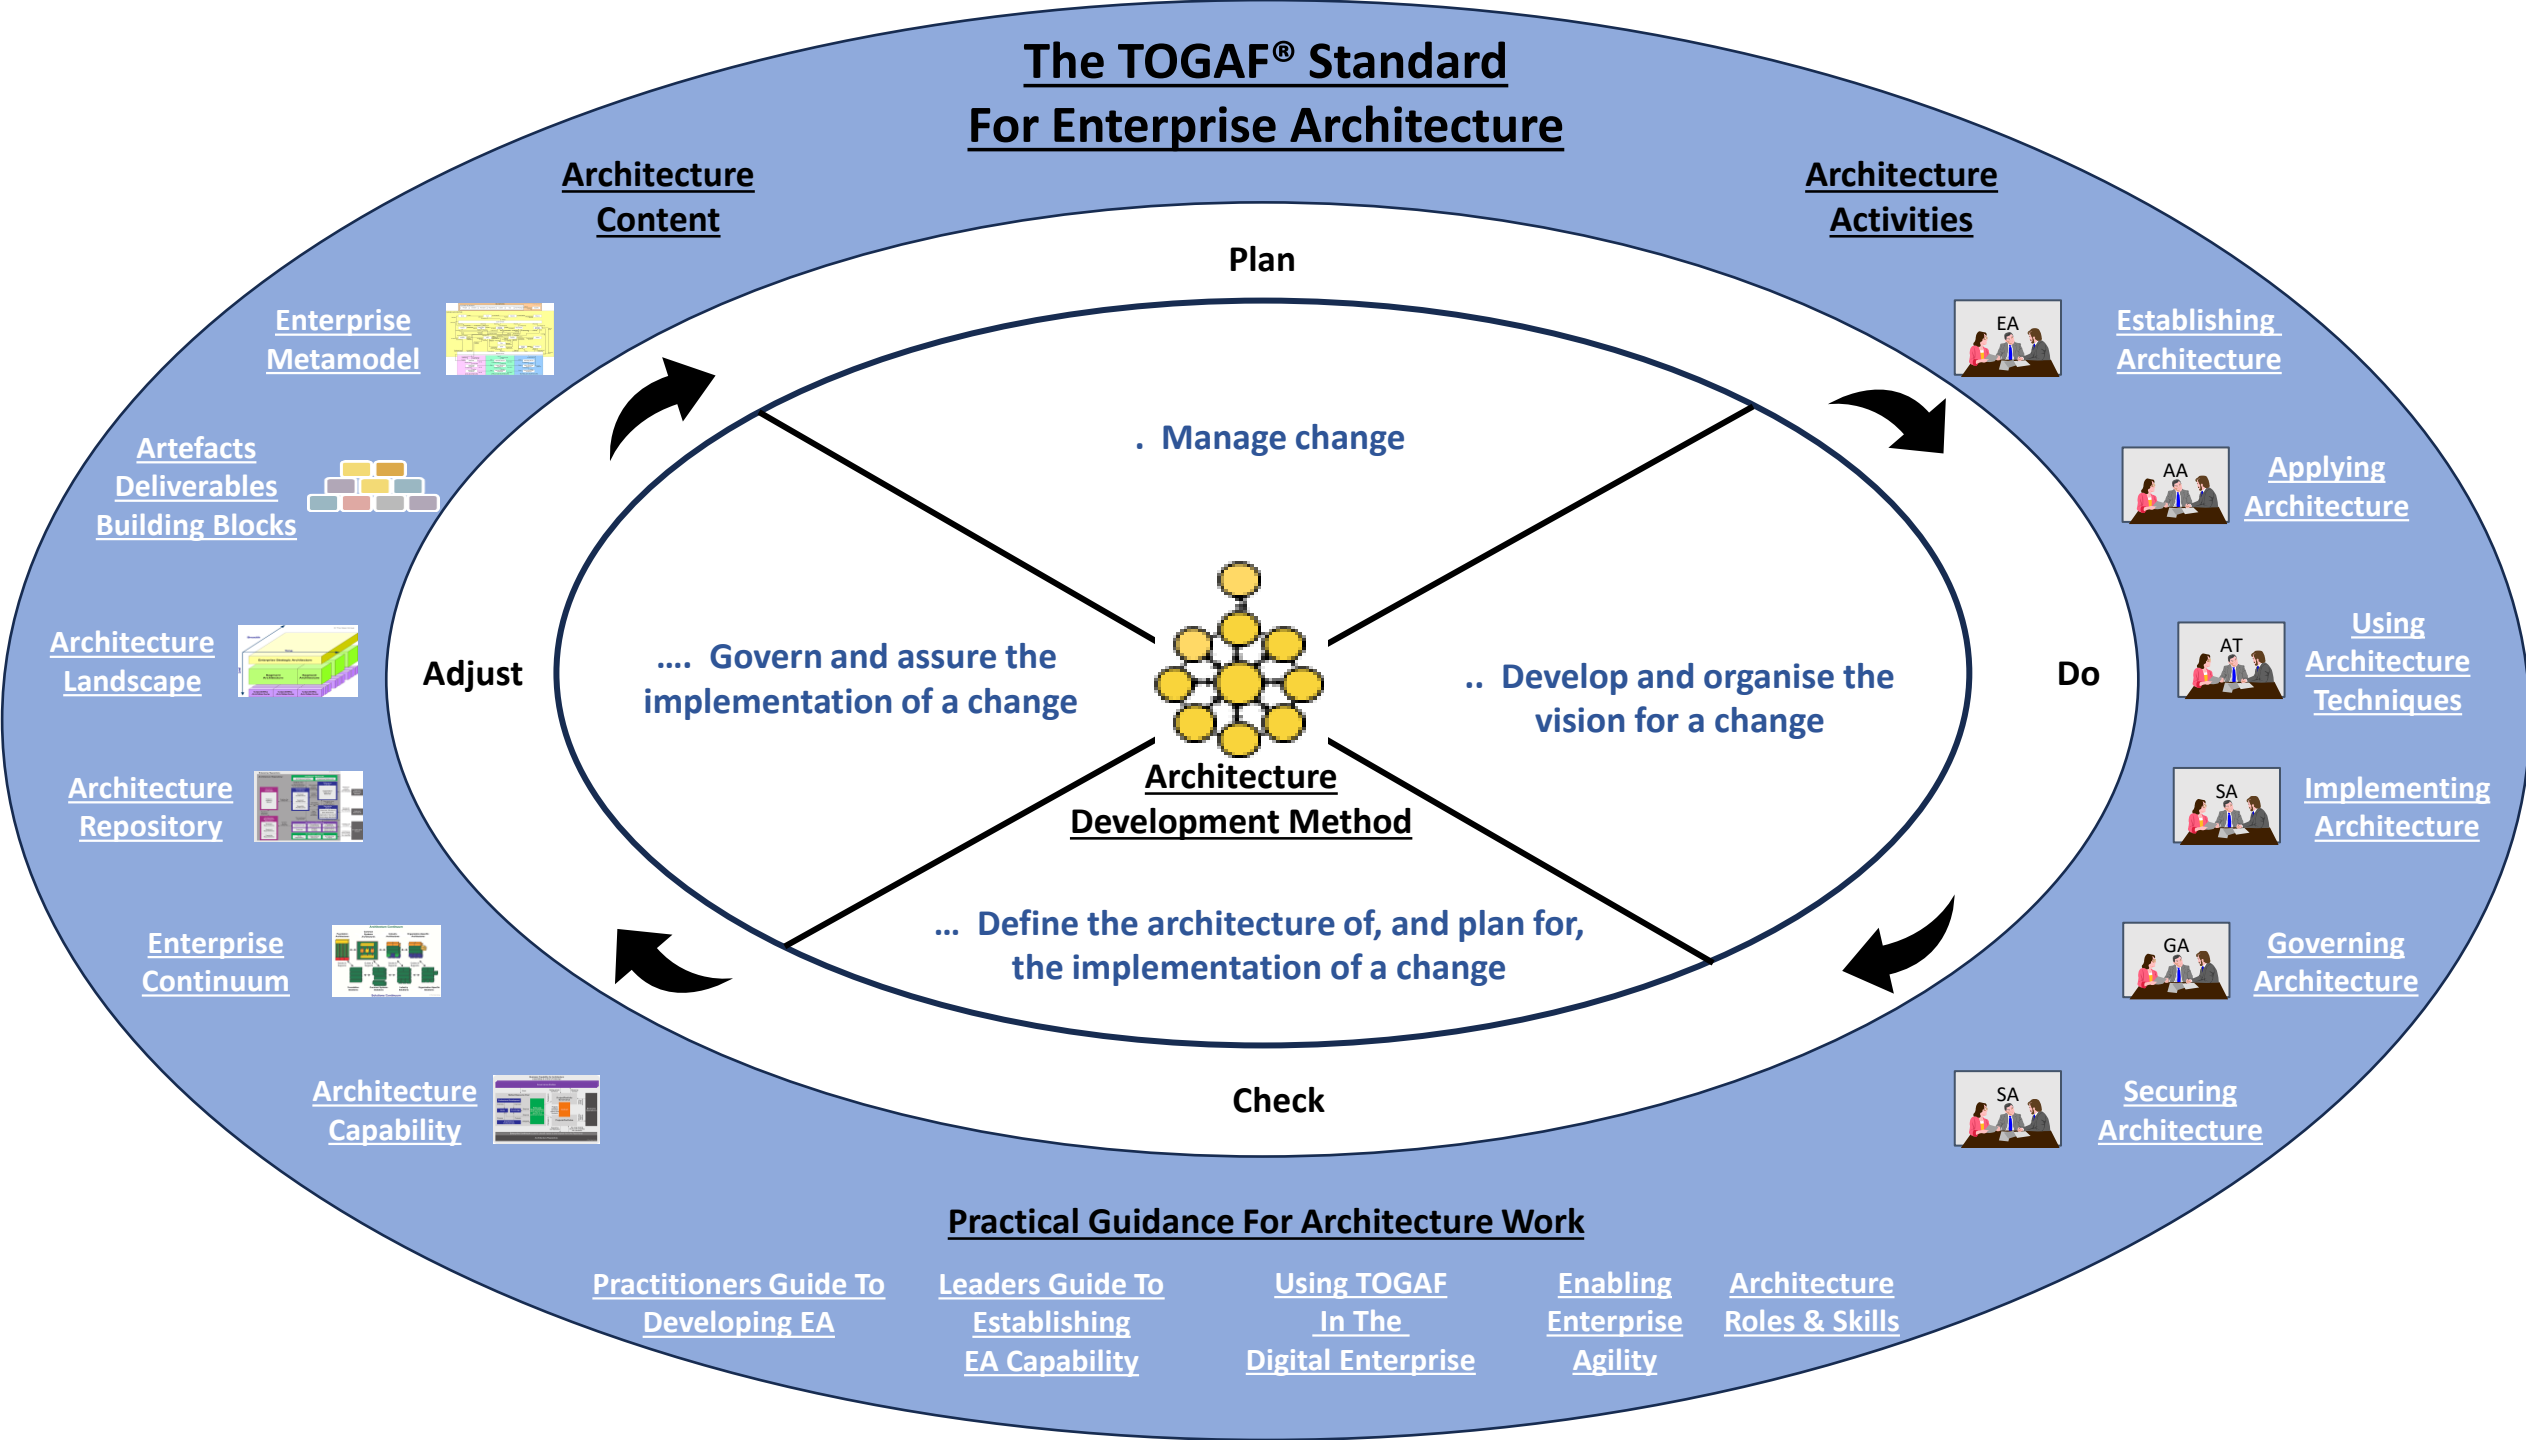 The TOGAF® Standard
For Enterprise Architecture
Architecture
Content
Architecture
Activities
Plan
Enterprise
Metamodel
EA
Establishing
Architecture
. Manage change
Artefacts
Deliverables
Building Blocks
AA
Applying
Architecture
Architecture
Landscape
Adjust
.... Govern and assure the
implementation of a change
.. Develop and organise the
vision for a change
Do
AT
Using
Architecture
Techniques
Architecture
Development Method
Architecture
Repository
SA
Implementing
Architecture
... Define the architecture of, and plan for,
the implementation of a change
Enterprise
Continuum
GA
Governing
Architecture
Check
Architecture
Capability
SA
Securing
Architecture
Practical Guidance For Architecture Work
Practitioners Guide To
Developing EA
Leaders Guide To
Establishing
EA Capability
Using TOGAF
In The
Digital Enterprise
Enabling
Enterprise
Agility
Architecture
Roles & Skills